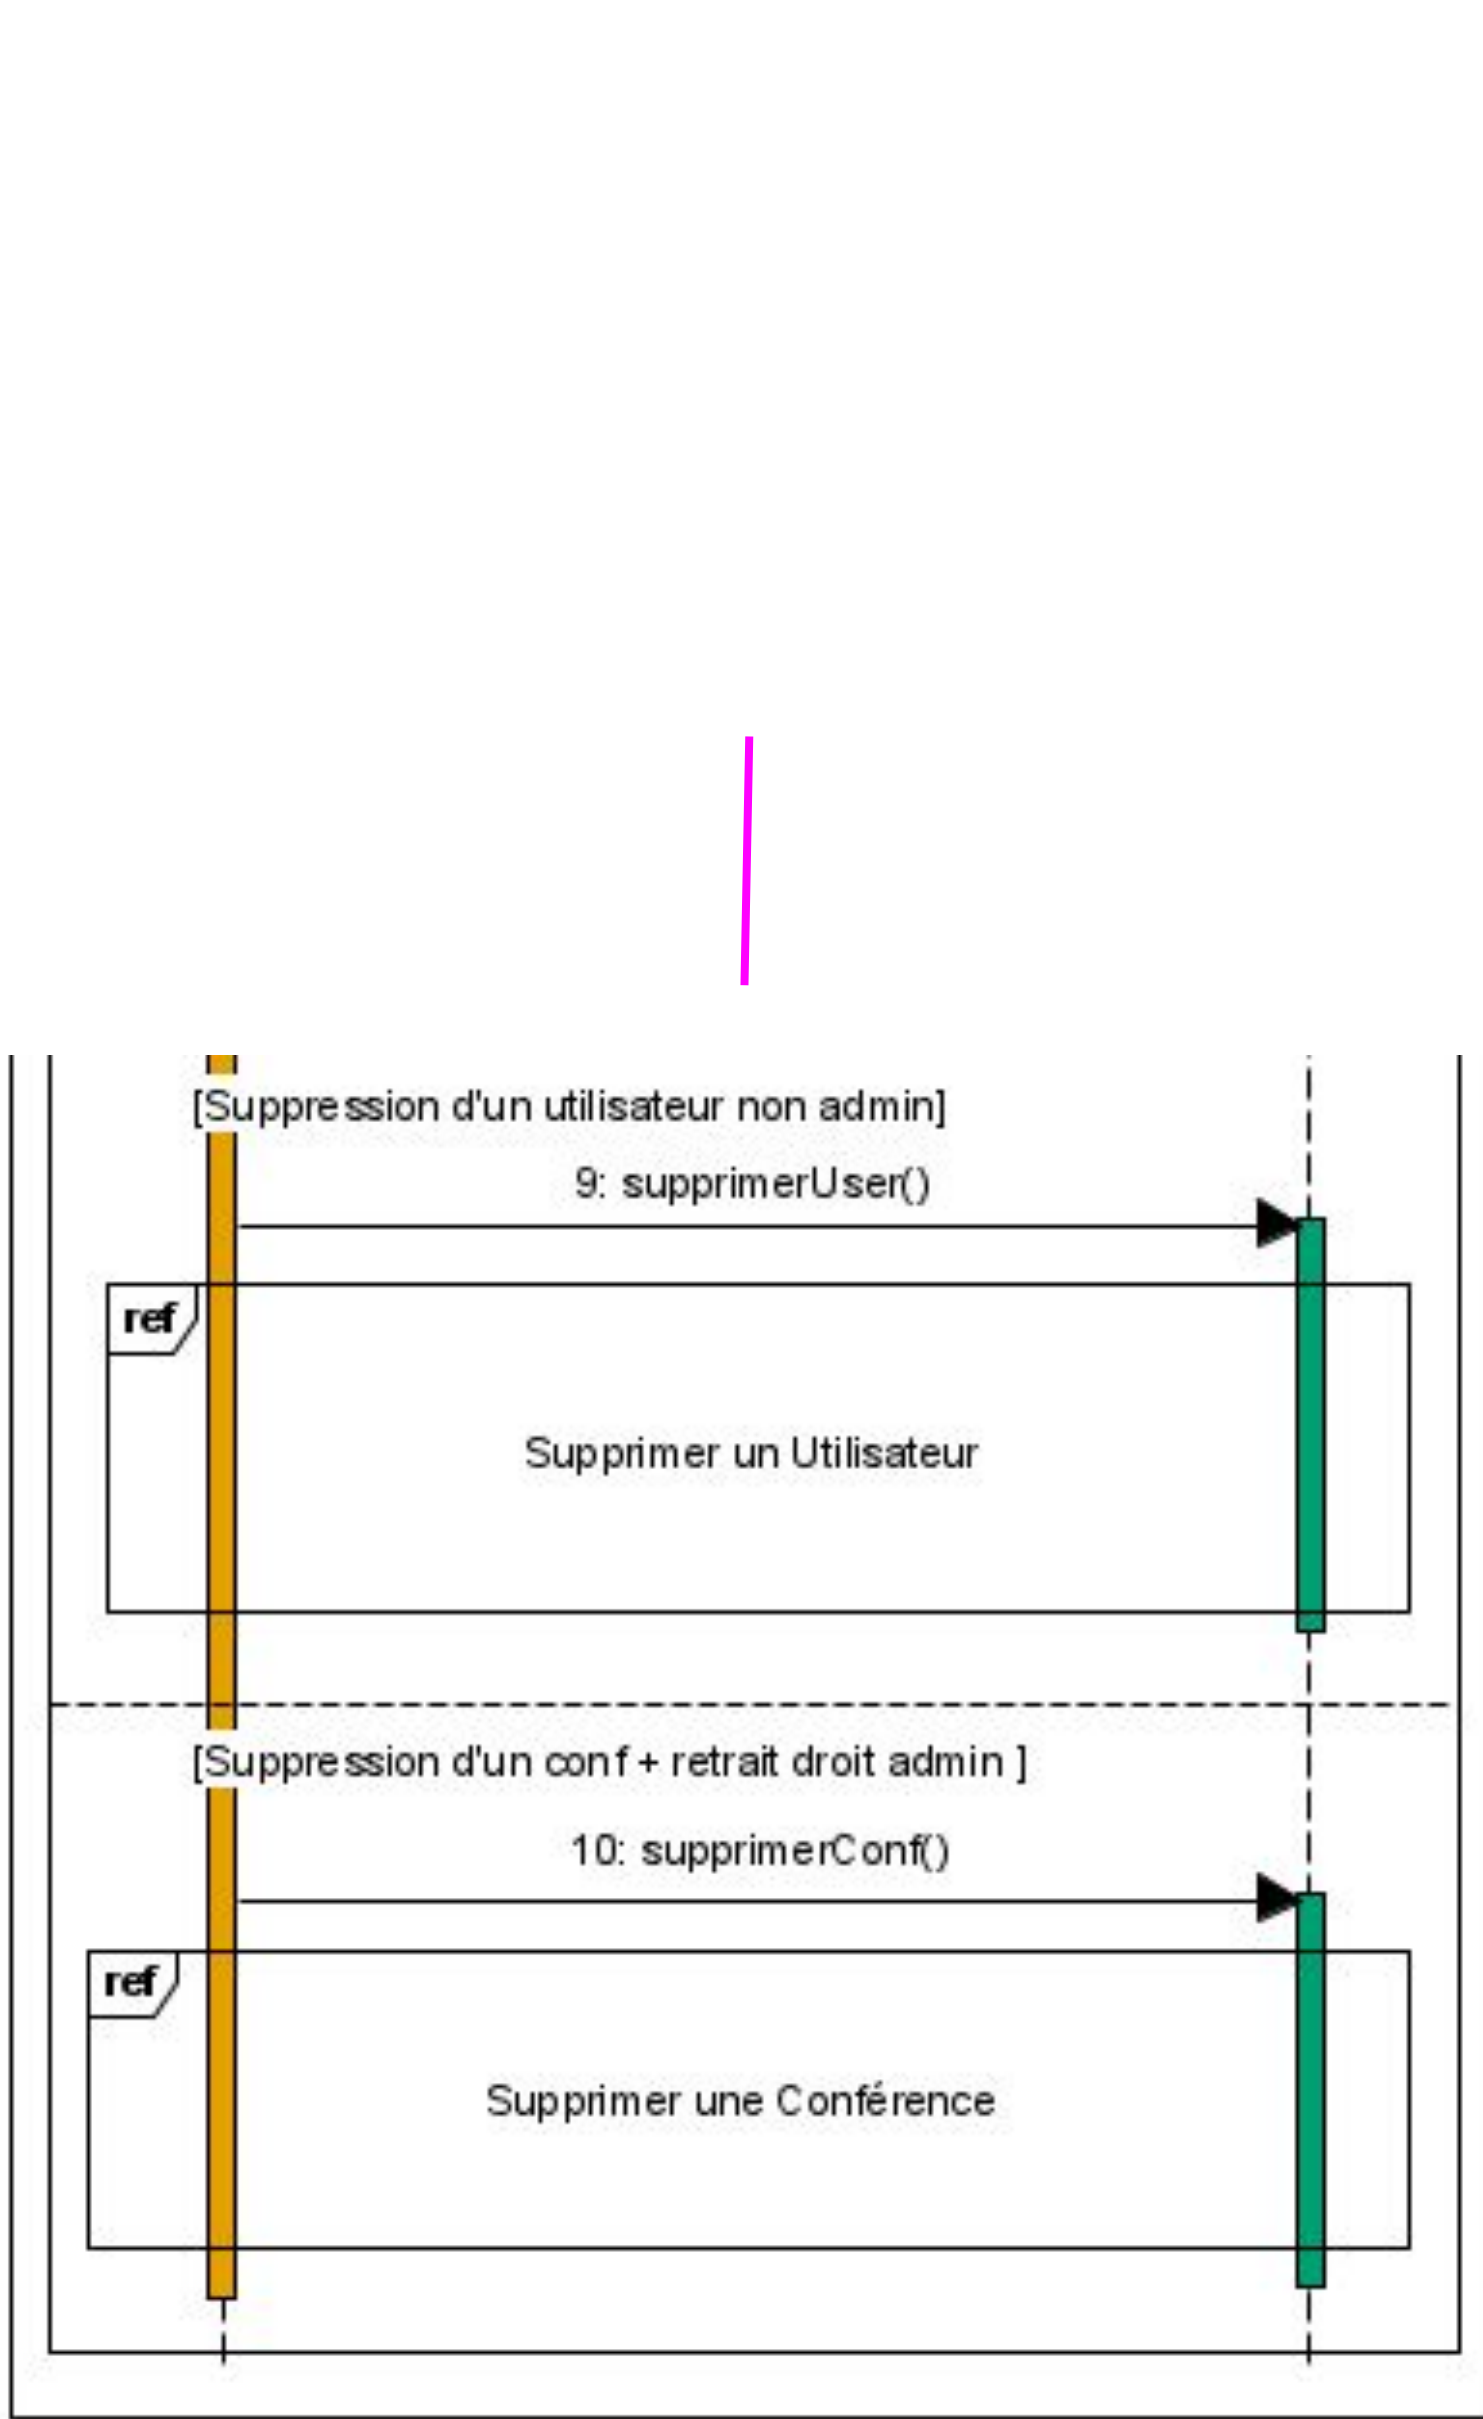 [Suppression d'un utilisateur non admin]
9: supprimerUser()
ref
Supprimer un Utilisateur
[Suppression d'un conf + retrait droit admin ]
10: supprimerConf()
ref
Supprimer une Conférence